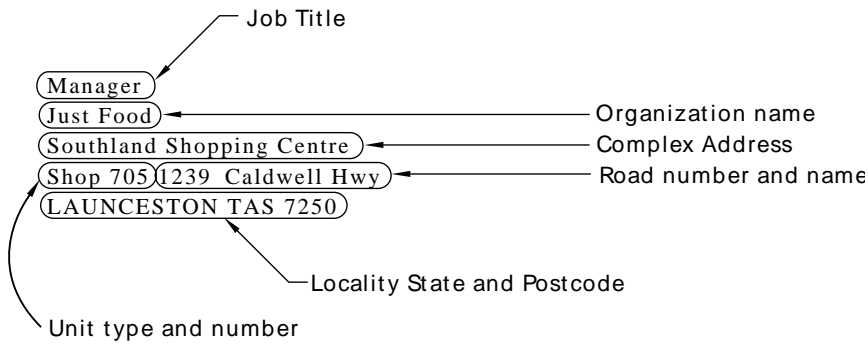 Job Title
Manager
Just Food
Organization name
Southland Shopping Centre
Complex Address
Shop 705 1239 Caldwell Hwy
Road number and name
LAUNCESTON TAS 7250
Locality State and Postcode
Unit type and number